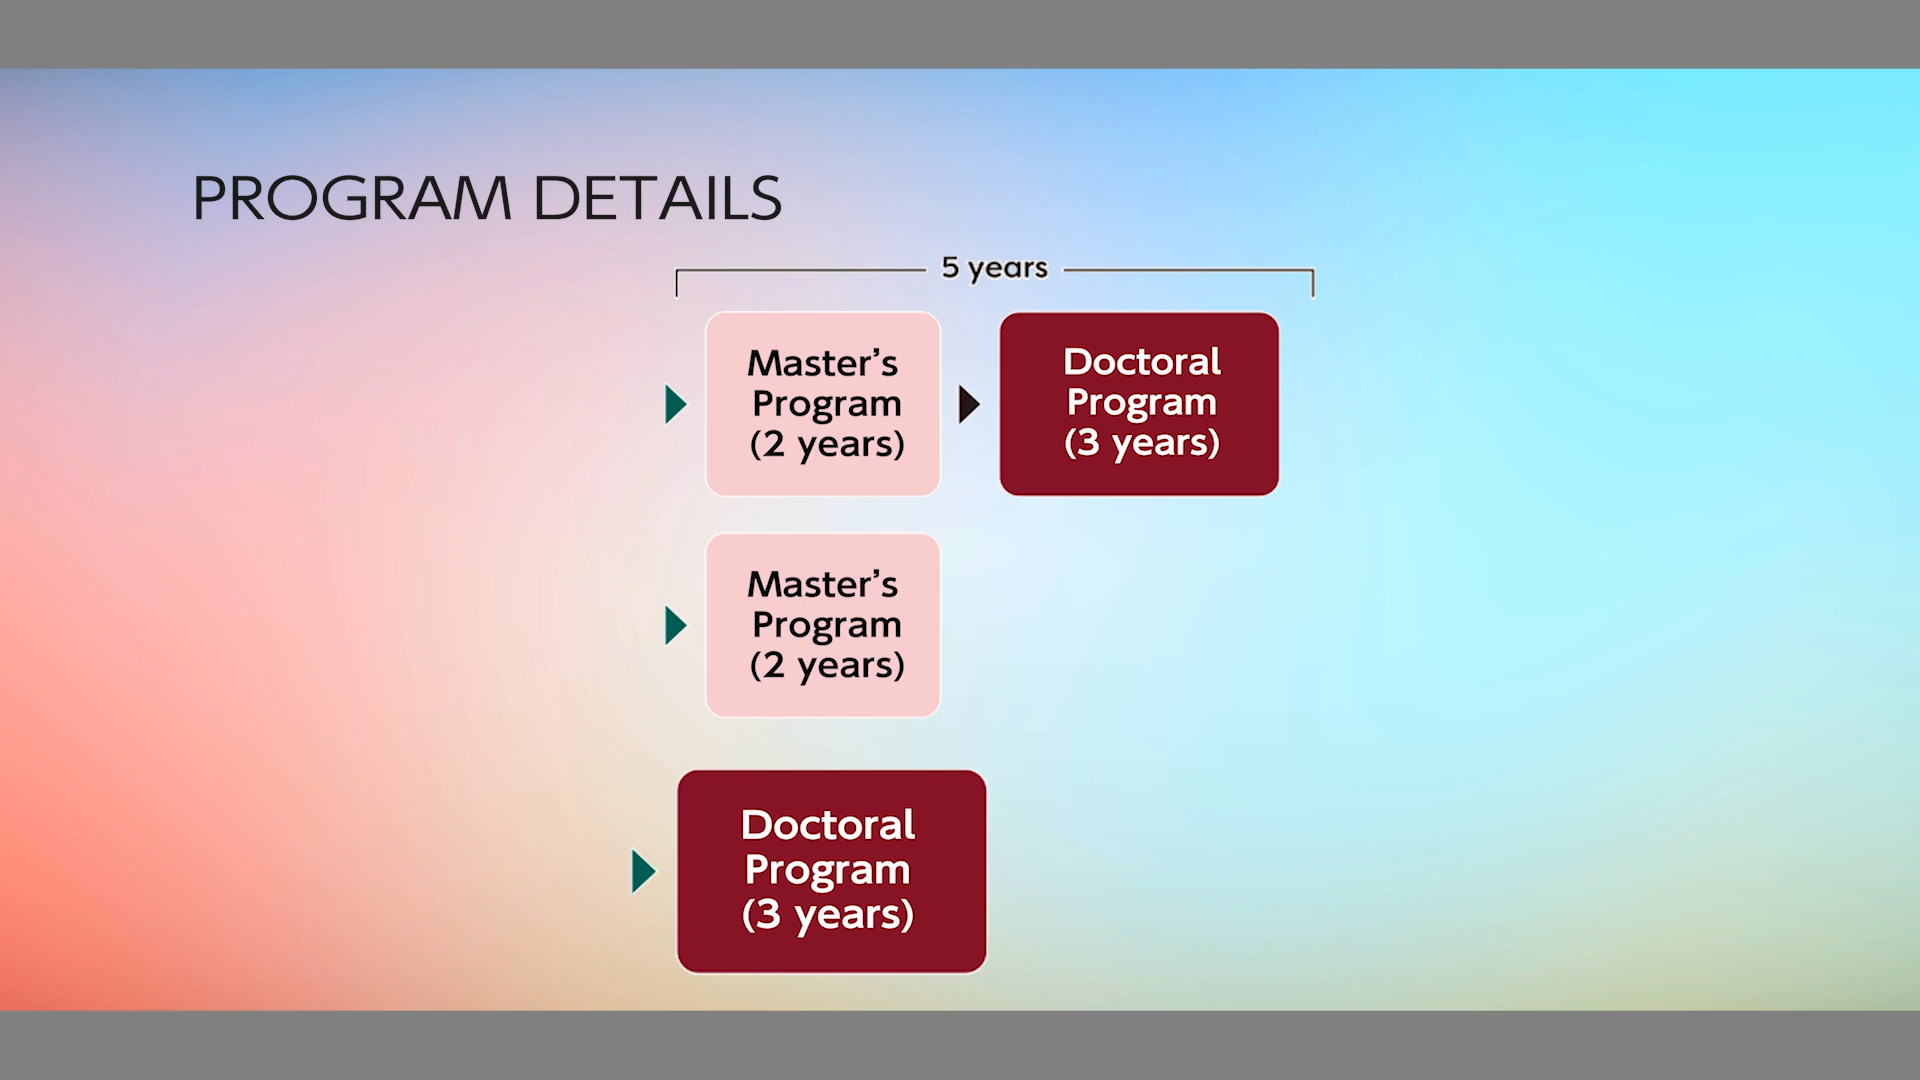 PROGRAM DETAILS
5 years
Master’s
Program
(2 years)
Doctoral
Program
(3 years)
Master’s
Program
(2 years)
Doctoral
Program
(3 years)